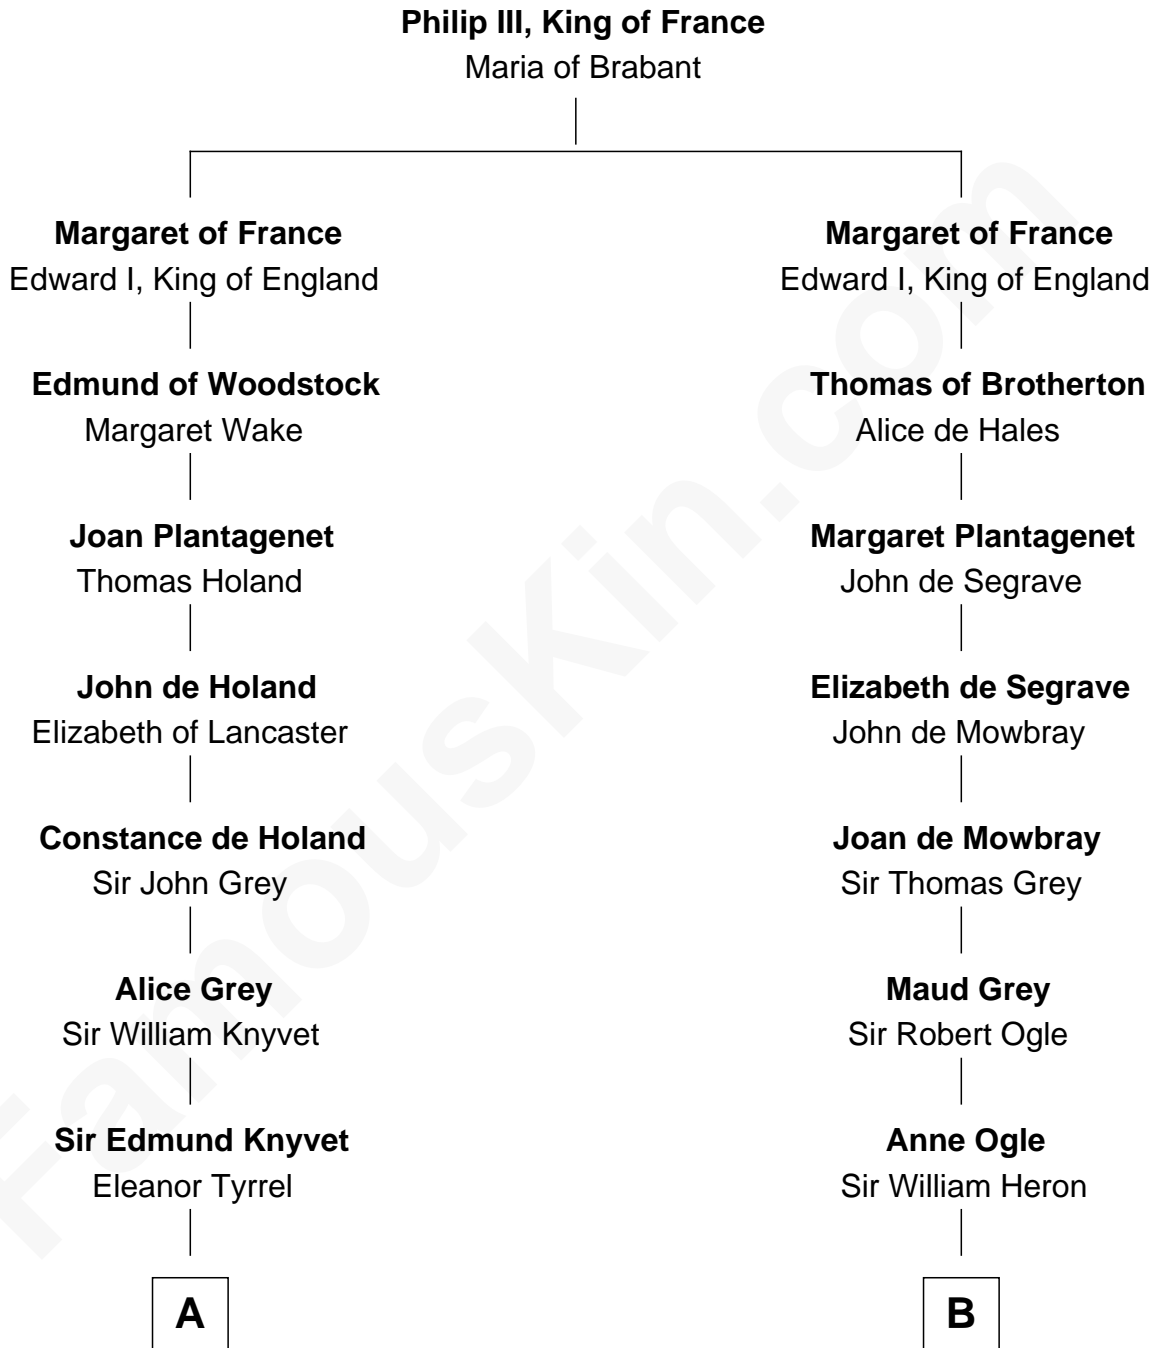 Philip III, King of France
Maria of Brabant
Margaret of France
Edward I, King of England
Edmund of Woodstock
Margaret Wake
Joan Plantagenet
Thomas Holand
John de Holand
Elizabeth of Lancaster
Constance de Holand
Sir John Grey
Alice Grey
Sir William Knyvet
Sir Edmund Knyvet
Eleanor Tyrrel
A
Margaret of France
Edward I, King of England
Thomas of Brotherton
Alice de Hales
Margaret Plantagenet
John de Segrave
Elizabeth de Segrave
John de Mowbray
Joan de Mowbray
Sir Thomas Grey
Maud Grey
Sir Robert Ogle
Anne Ogle
Sir William Heron
B
FamousKin.com